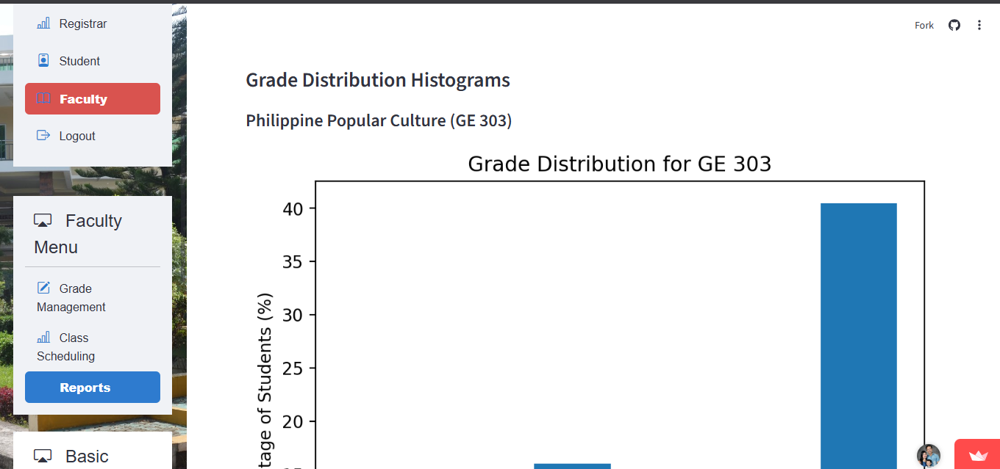 Registrar
Student
Faculty
Logout
Faculty
Menu
Grade
Management
Class
Scheduling
Reports
Basic
Fork
Grade Distribution Histograms
Philippine Popular Culture (GE 303)
Grade Distribution for GE 303
40
35
30
25
20
tage of Students (%)